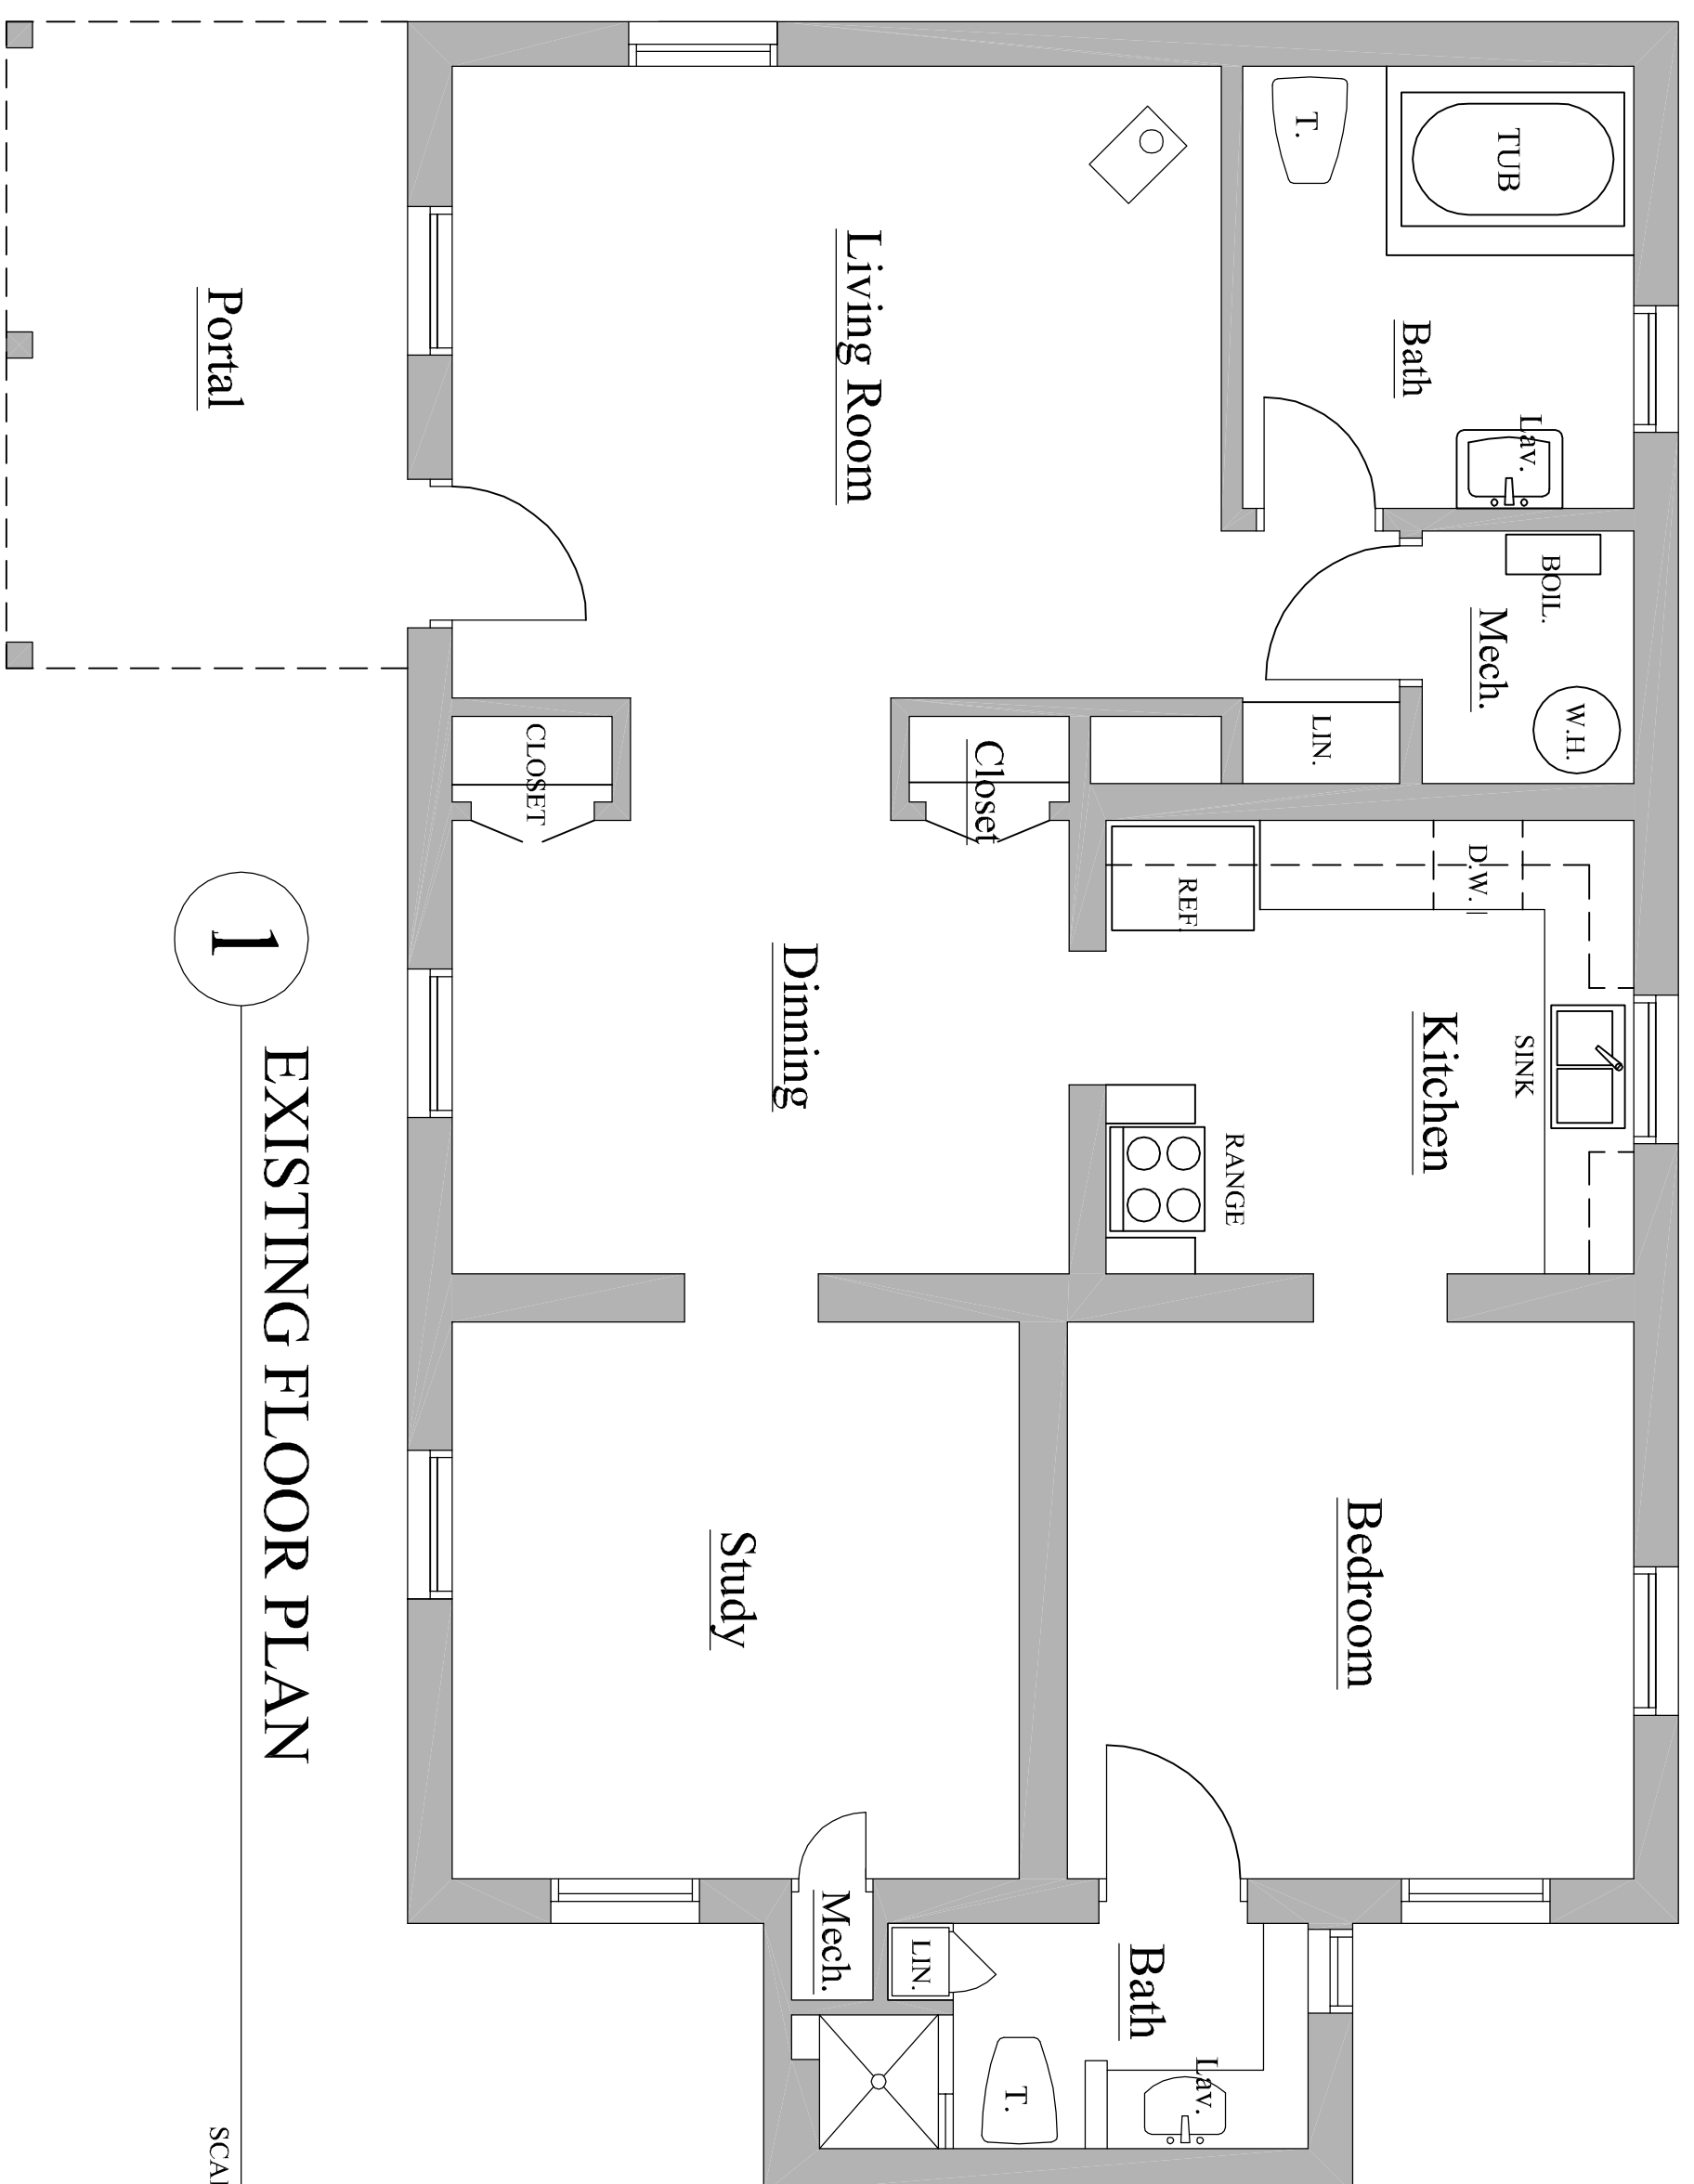 TUB
Lav.
BOIL.
W.H.
SINK
Bath
Mech.
D.W.
Kitchen
Bedroom
T.
LIN.
REF.
RANGE
Lav.
Bath
T.
Closet
LIN.
Living Room
Dinning
Study
Mech.
CLOSET
Portal
1
EXISTING FLOOR PLAN